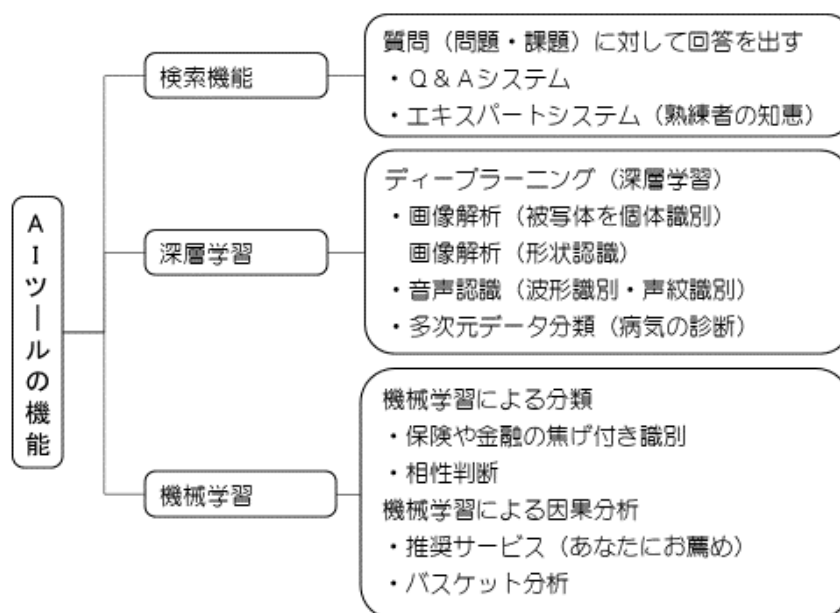 AIツールの機能
検索機能
質問（問題・課題）に対して回答を出す
・Q＆Aシステム
・エキスパートシステム（熟練者の知恵）
深層学習
ディープラーニング（深層学習）
・画像解析（被写体を個体識別）
画像解析（形状認識）
・音声認識（波形識別・声紋識別）
・多次元データ分類（病気の診断）
機械学習
機械学習による分類
・保険や金融の焦げ付き識別
・相性判断
機械学習による因果分析
・推奨サービス（あなたにお薦め）
・バスケット分析